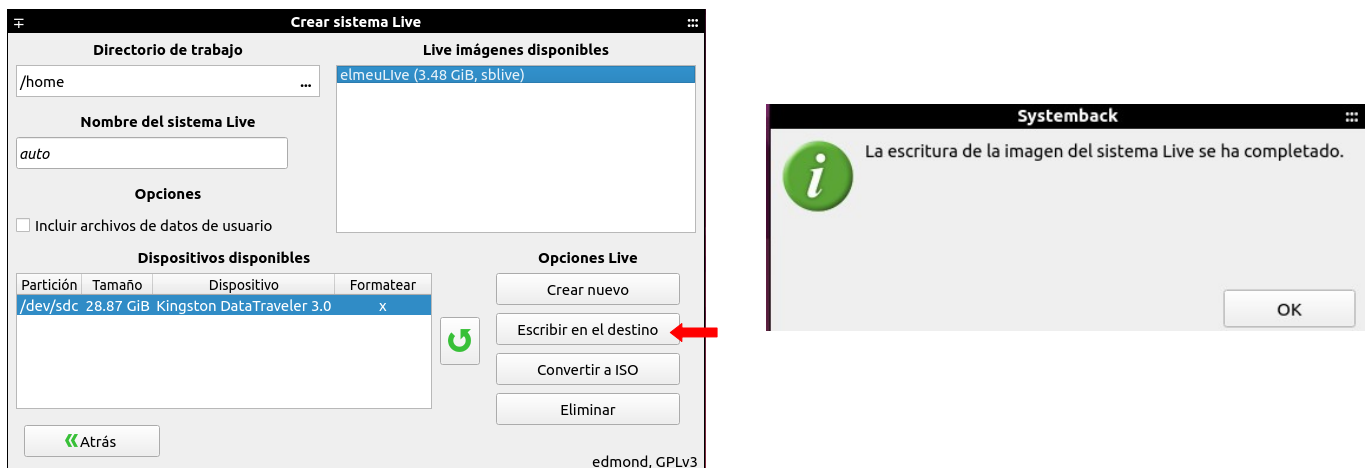 Crear sistema Live
Directorio de trabajo
/home
...
Nombre del sistema Live
auto
Opciones
Incluir archivos de datos de usuario
Live imágenes disponibles
elmeuLIve (3.48 GiB, sblive)
Dispositivos disponibles
Partición Tamaño Dispositivo Formatear
/dev/sdc 28.87 GiB Kingston DataTraveler 3.0 x
Opciones Live
Crear nuevo
Escribir en el destino
Convertir a ISO
Eliminar
Atrás
edmond, GPLv3
Systemback
La escritura de la imagen del sistema Live se ha completado.
OK